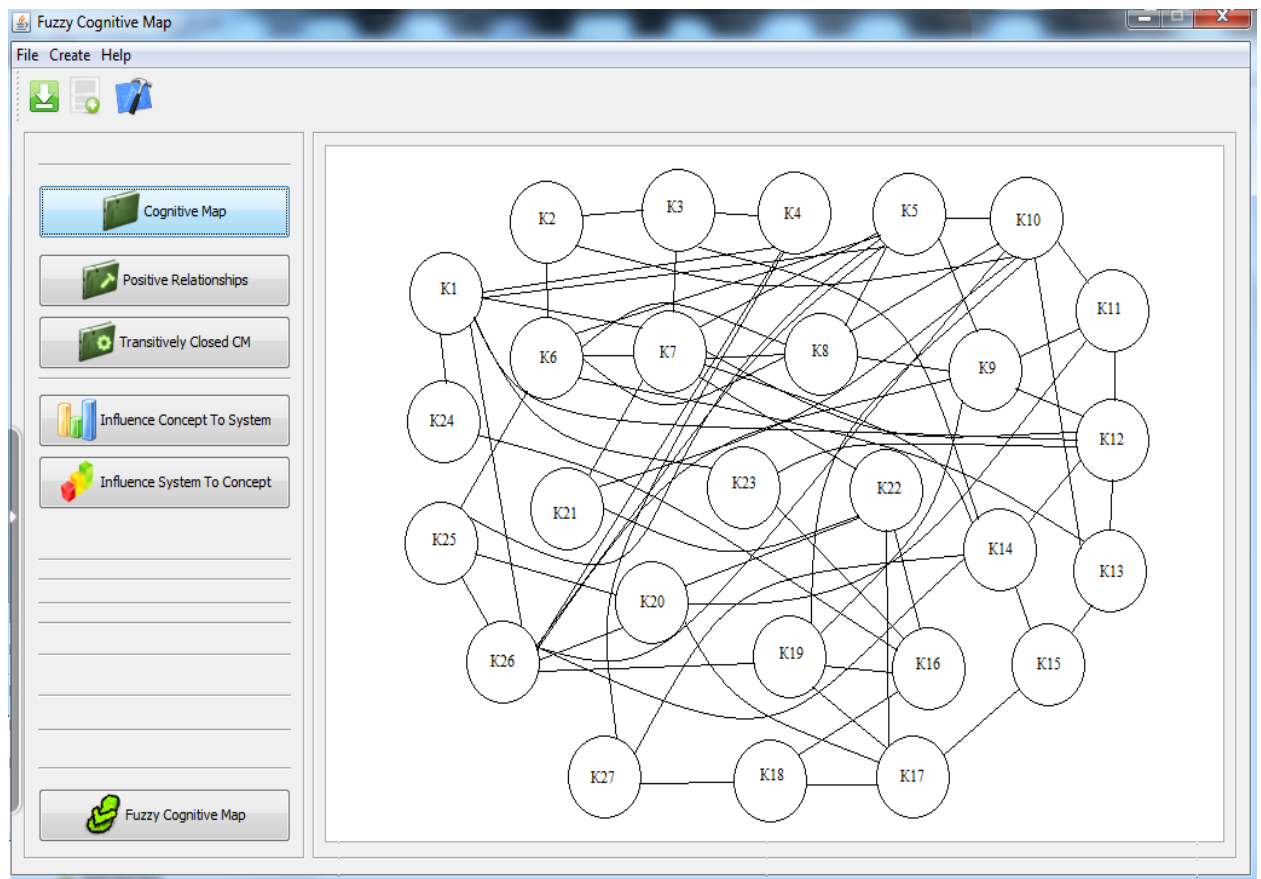 Fuzzy Cognitive Map
File Create Help
Cognitive Map
Positive Relationships
Transitively Closed CM
Influence Concept To System
Influence System To Concept
Fuzzy Cognitive Map
K2 K3 K4 K5 K10
K1 K11
K6 K7 K8 K9
K24 K12
K21 K23 K22
K25 K14 K13
K20
K26 K19 K16 K15
K27 K18 K17